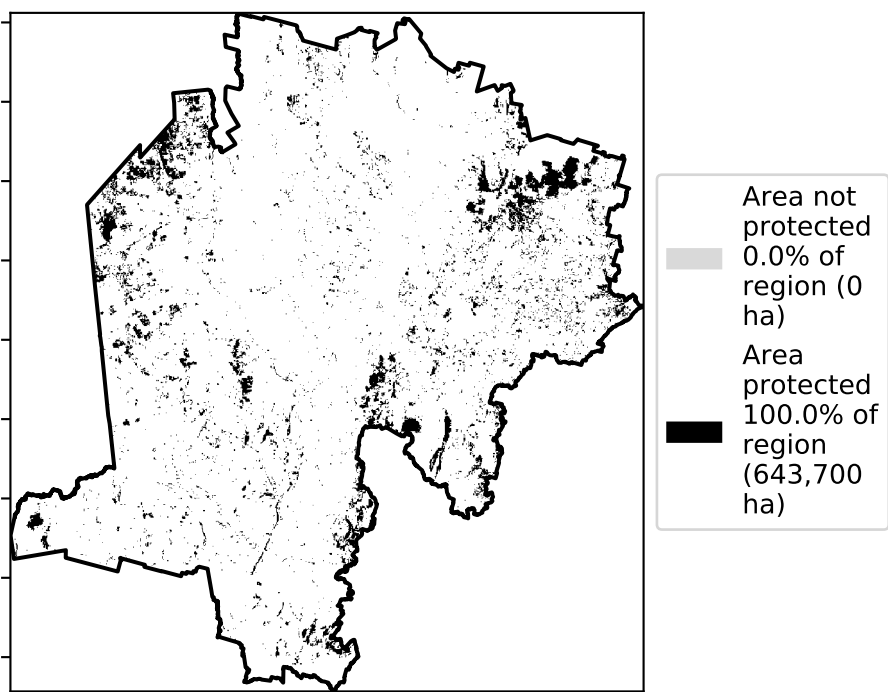 Area not
protected
0.0% of
region (0
ha)
Area
protected
100.0% of
region
(643,700
ha)